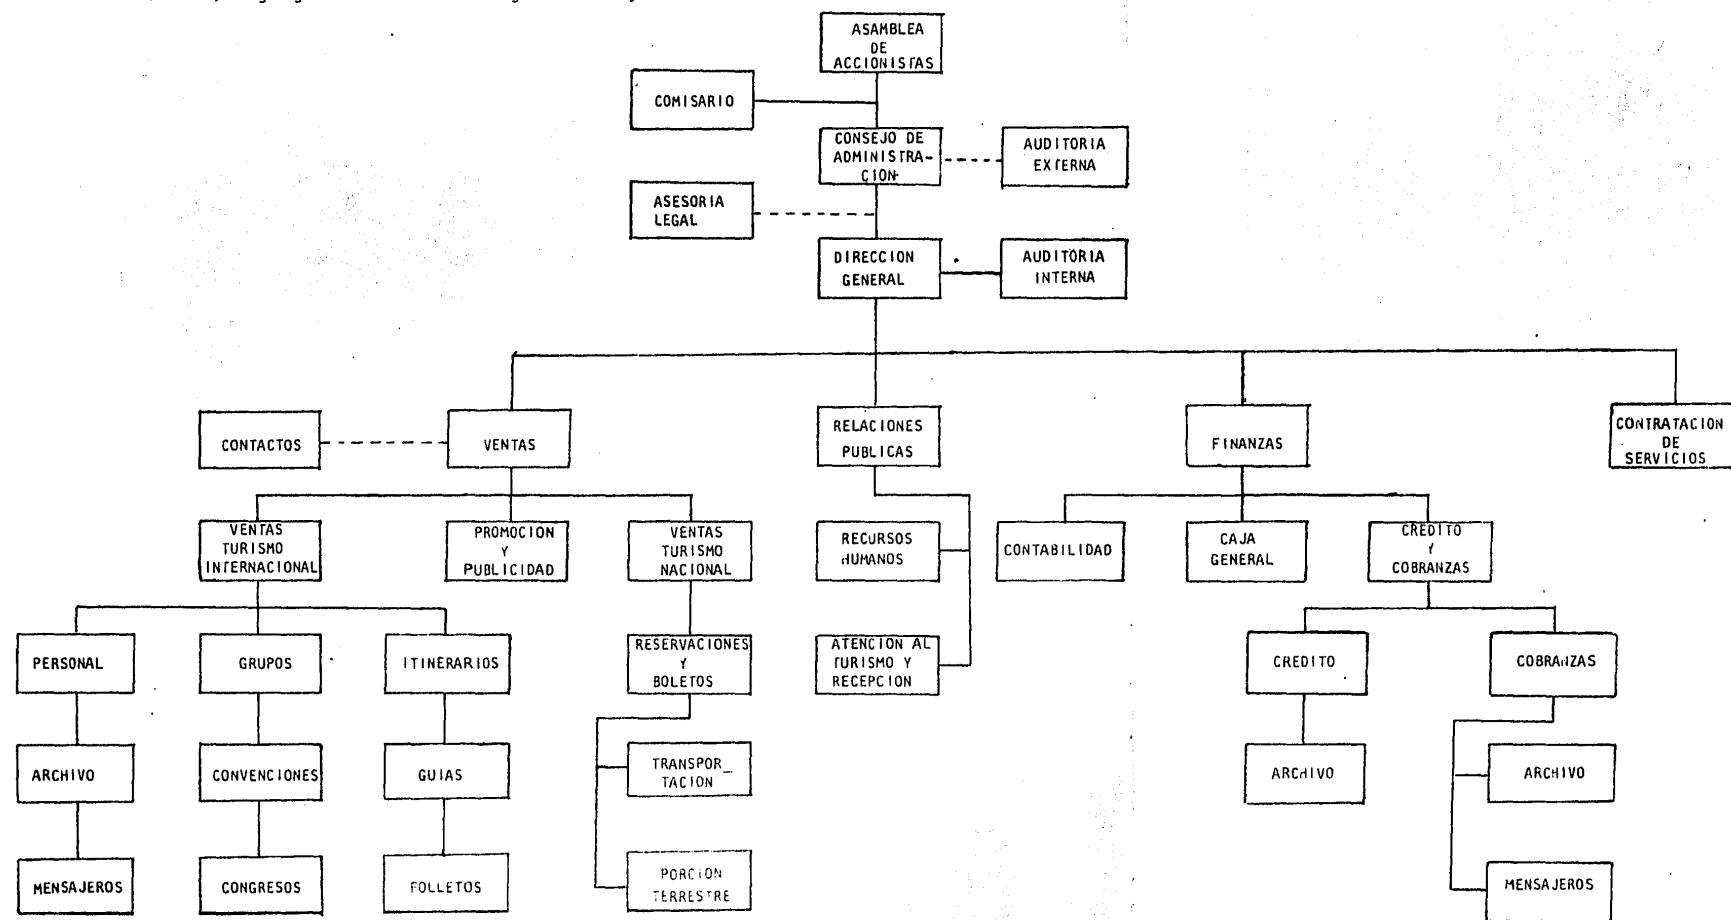 ASAMBLEA
DE
ACCIONISTAS
COMISARIO
CONSEJO DE
ADMINISTRA-
CION
AUDITORIA
EXTERNA
ASESORIA
LEGAL
DIRECCION
GENERAL
AUDITORIA
INTERNA
CONTACTOS
VENTAS
RELACIONES
PUBLICAS
FINANZAS
CONTRATACION
DE
SERVICIOS
VENTAS
TURISMO
INTERNACIONAL
PROMOCION
Y
PUBLICIDAD
VENTAS
TURISMO
NACIONAL
RECURSOS
HUMANOS
CONTABILIDAD
CAJA
GENERAL
CREDITO
Y
COBRANZAS
PERSONAL
GRUPOS
ITINERARIOS
RESERVACIONES
Y
BOLETOS
ATENCION AL
TURISMO Y
RECEPCION
CREDITO
COBRANZAS
ARCHIVO
CONVENCIONES
GUIAS
TRANSPOR_
TACION
ARCHIVO
ARCHIVO
MENSAJEROS
CONGRESOS
FOLLETOS
PORCION
TERRESTRE
MENSAJEROS